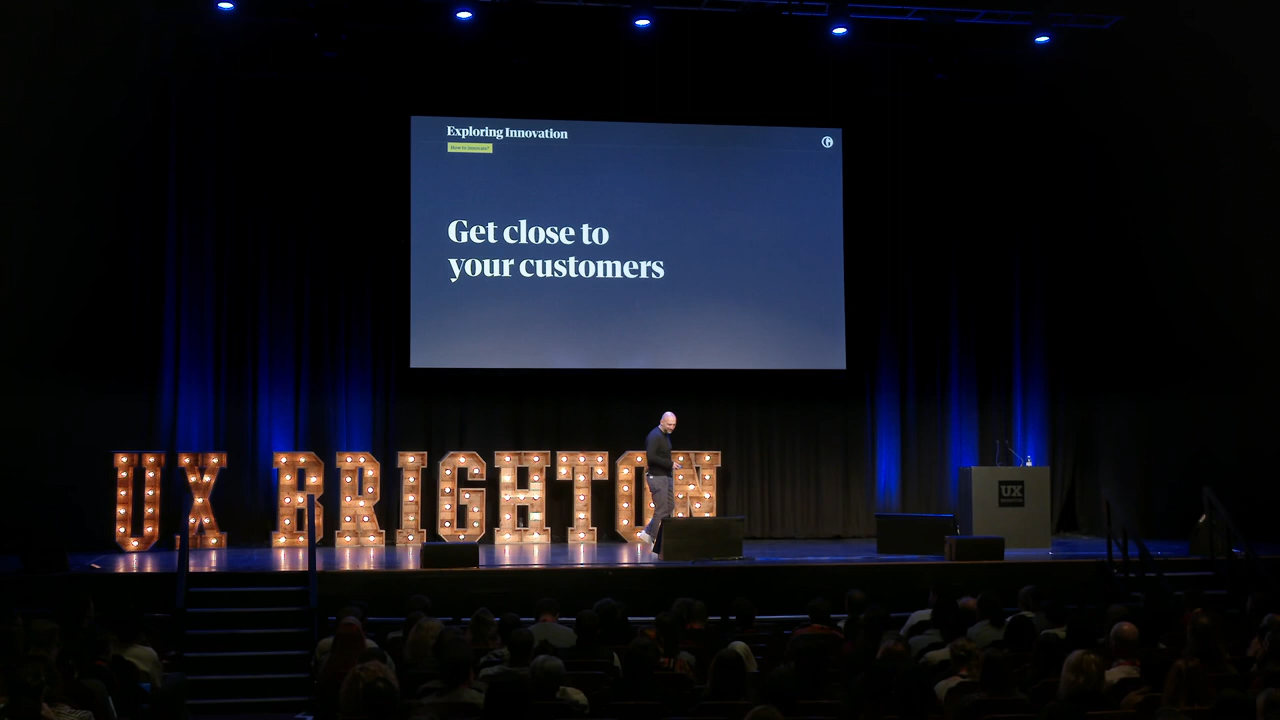 Exploring Innovation
How to innovate?
Get close to
your customers
UX BRIGHTON
UX